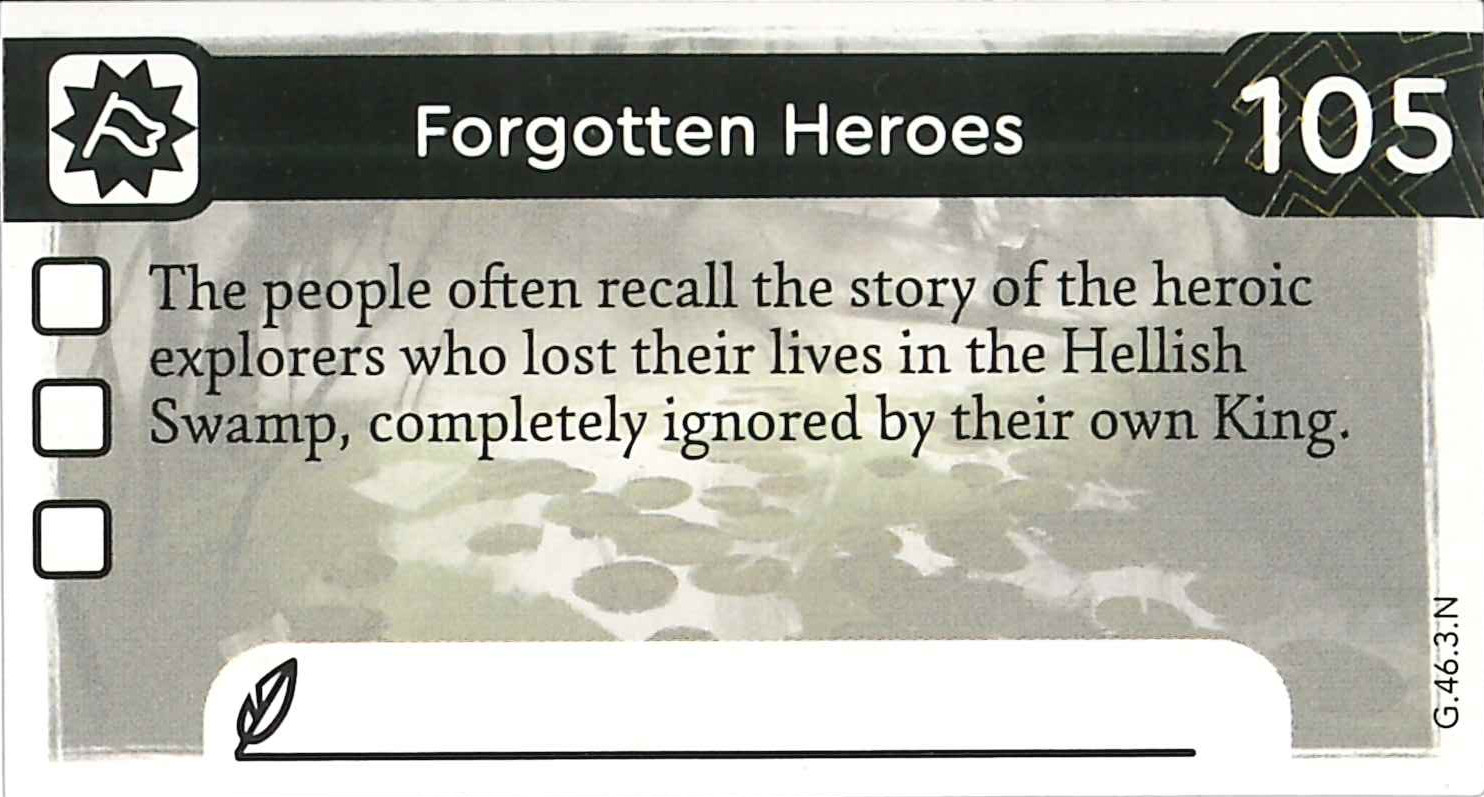 Forgotten Heroes
105
The people often recall the story of the heroic
explorers who lost their lives in the Hellish
Swamp, completely ignored by their own King.
G.46.3.N